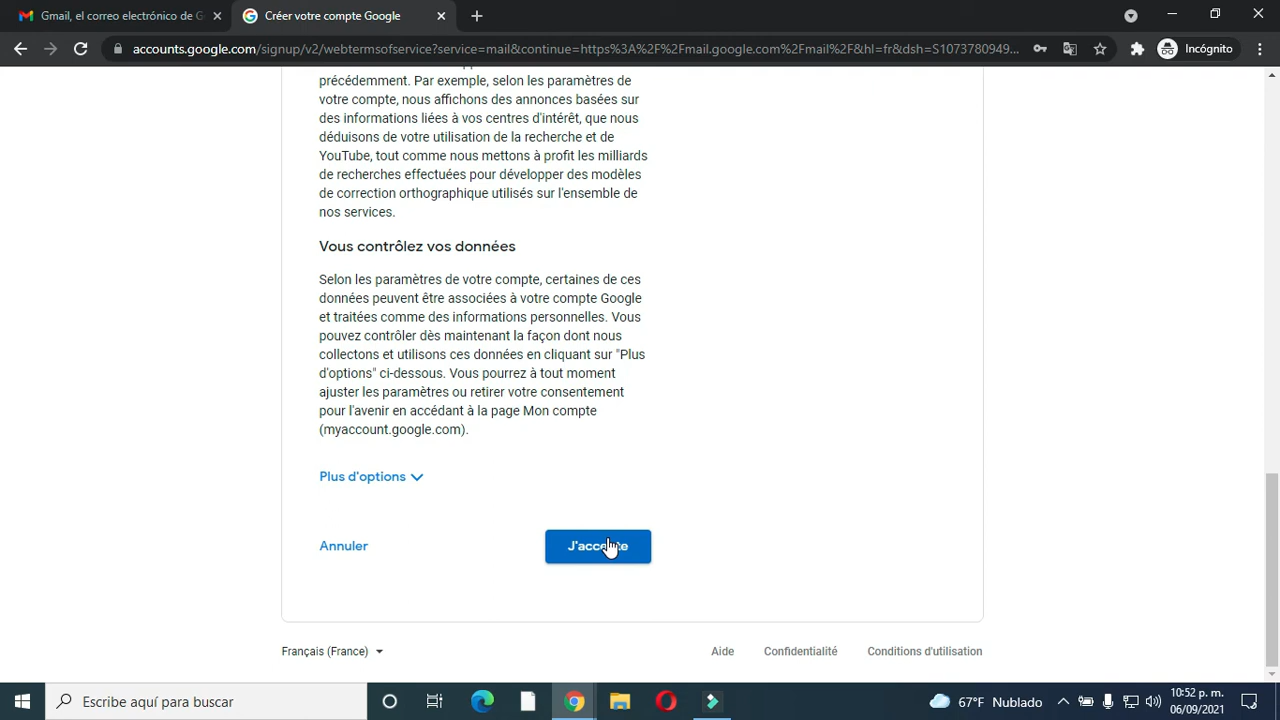 Gmail, el correo electrónico de G
Créer votre compte Google
accounts.google.com/signup/v2/webtermsofservice?service=mail&continue=https%3A%2F%2Fmail.google.com%2Fmail%2F&hl=fr&dsh=S1073780949...
Incógnito
précédemment. Par exemple, selon les paramètres de
votre compte, nous affichons des annonces basées sur
des informations liées à vos centres d'intérêt, que nous
déduisons de votre utilisation de la recherche et de
YouTube, tout comme nous mettons à profit les milliards
de recherches effectuées pour développer des modèles
de correction orthographique utilisés sur l'ensemble de
nos services.
Vous contrôlez vos données
Selon les paramètres de votre compte, certaines de ces
données peuvent être associées à votre compte Google
et traitées comme des informations personnelles. Vous
pouvez contrôler dès maintenant la façon dont nous
collectons et utilisons ces données en cliquant sur "Plus
d'options" ci-dessous. Vous pourrez à tout moment
ajuster les paramètres ou retirer votre consentement
pour l'avenir en accédant à la page Mon compte
(myaccount.google.com).
Plus d'options
Annuler
J'accepte
Français (France)
Aide
Confidentialité
Conditions d'utilisation
Escribe aquí para buscar
67°F Nublado
10:52 p. m.
06/09/2021